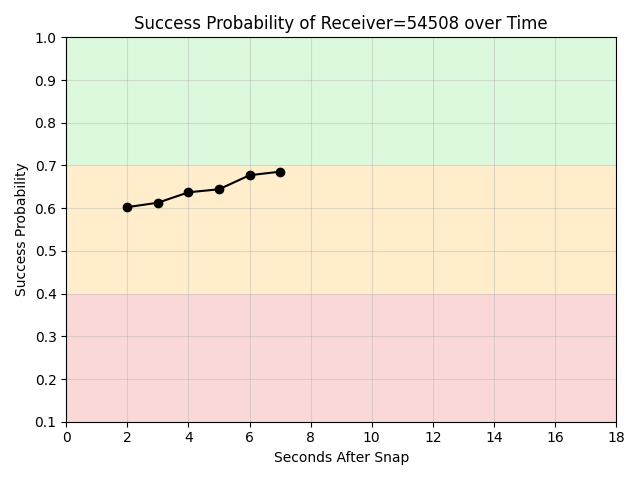 Success Probability of Receiver=54508 over Time
1.0
0.9
0.8
0.7
0.6
0.5
0.4
0.3
0.2
0.1
Success Probability
0 2 4 6 8 10 12 14 16 18
Seconds After Snap